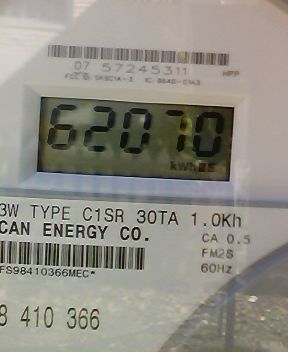 07 57245311
62070
kWh
3W TYPE C1SR 30TA 1.0Kh
CAN ENERGY CO.
CA 0.5
FM2S
60Hz
FS98410366MEC*
8 410 366